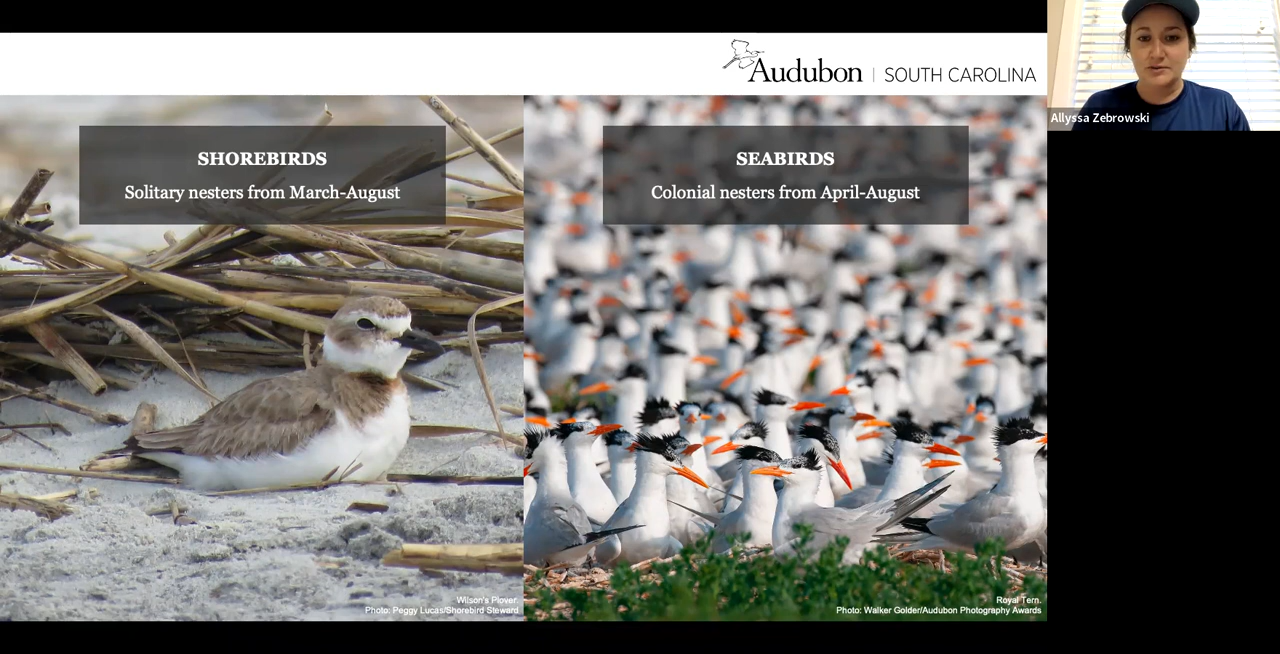 Audubon | SOUTH CAROLINA
Allyssa Zebrowski
SHOREBIRDS
Solitary nesters from March-August
SEABIRDS
Colonial nesters from April-August
Wilson's Plover.
Photo: Peggy Lucas/Shorebird Steward
Royal Tern.
Photo: Walker Golder/Audubon Photography Awards